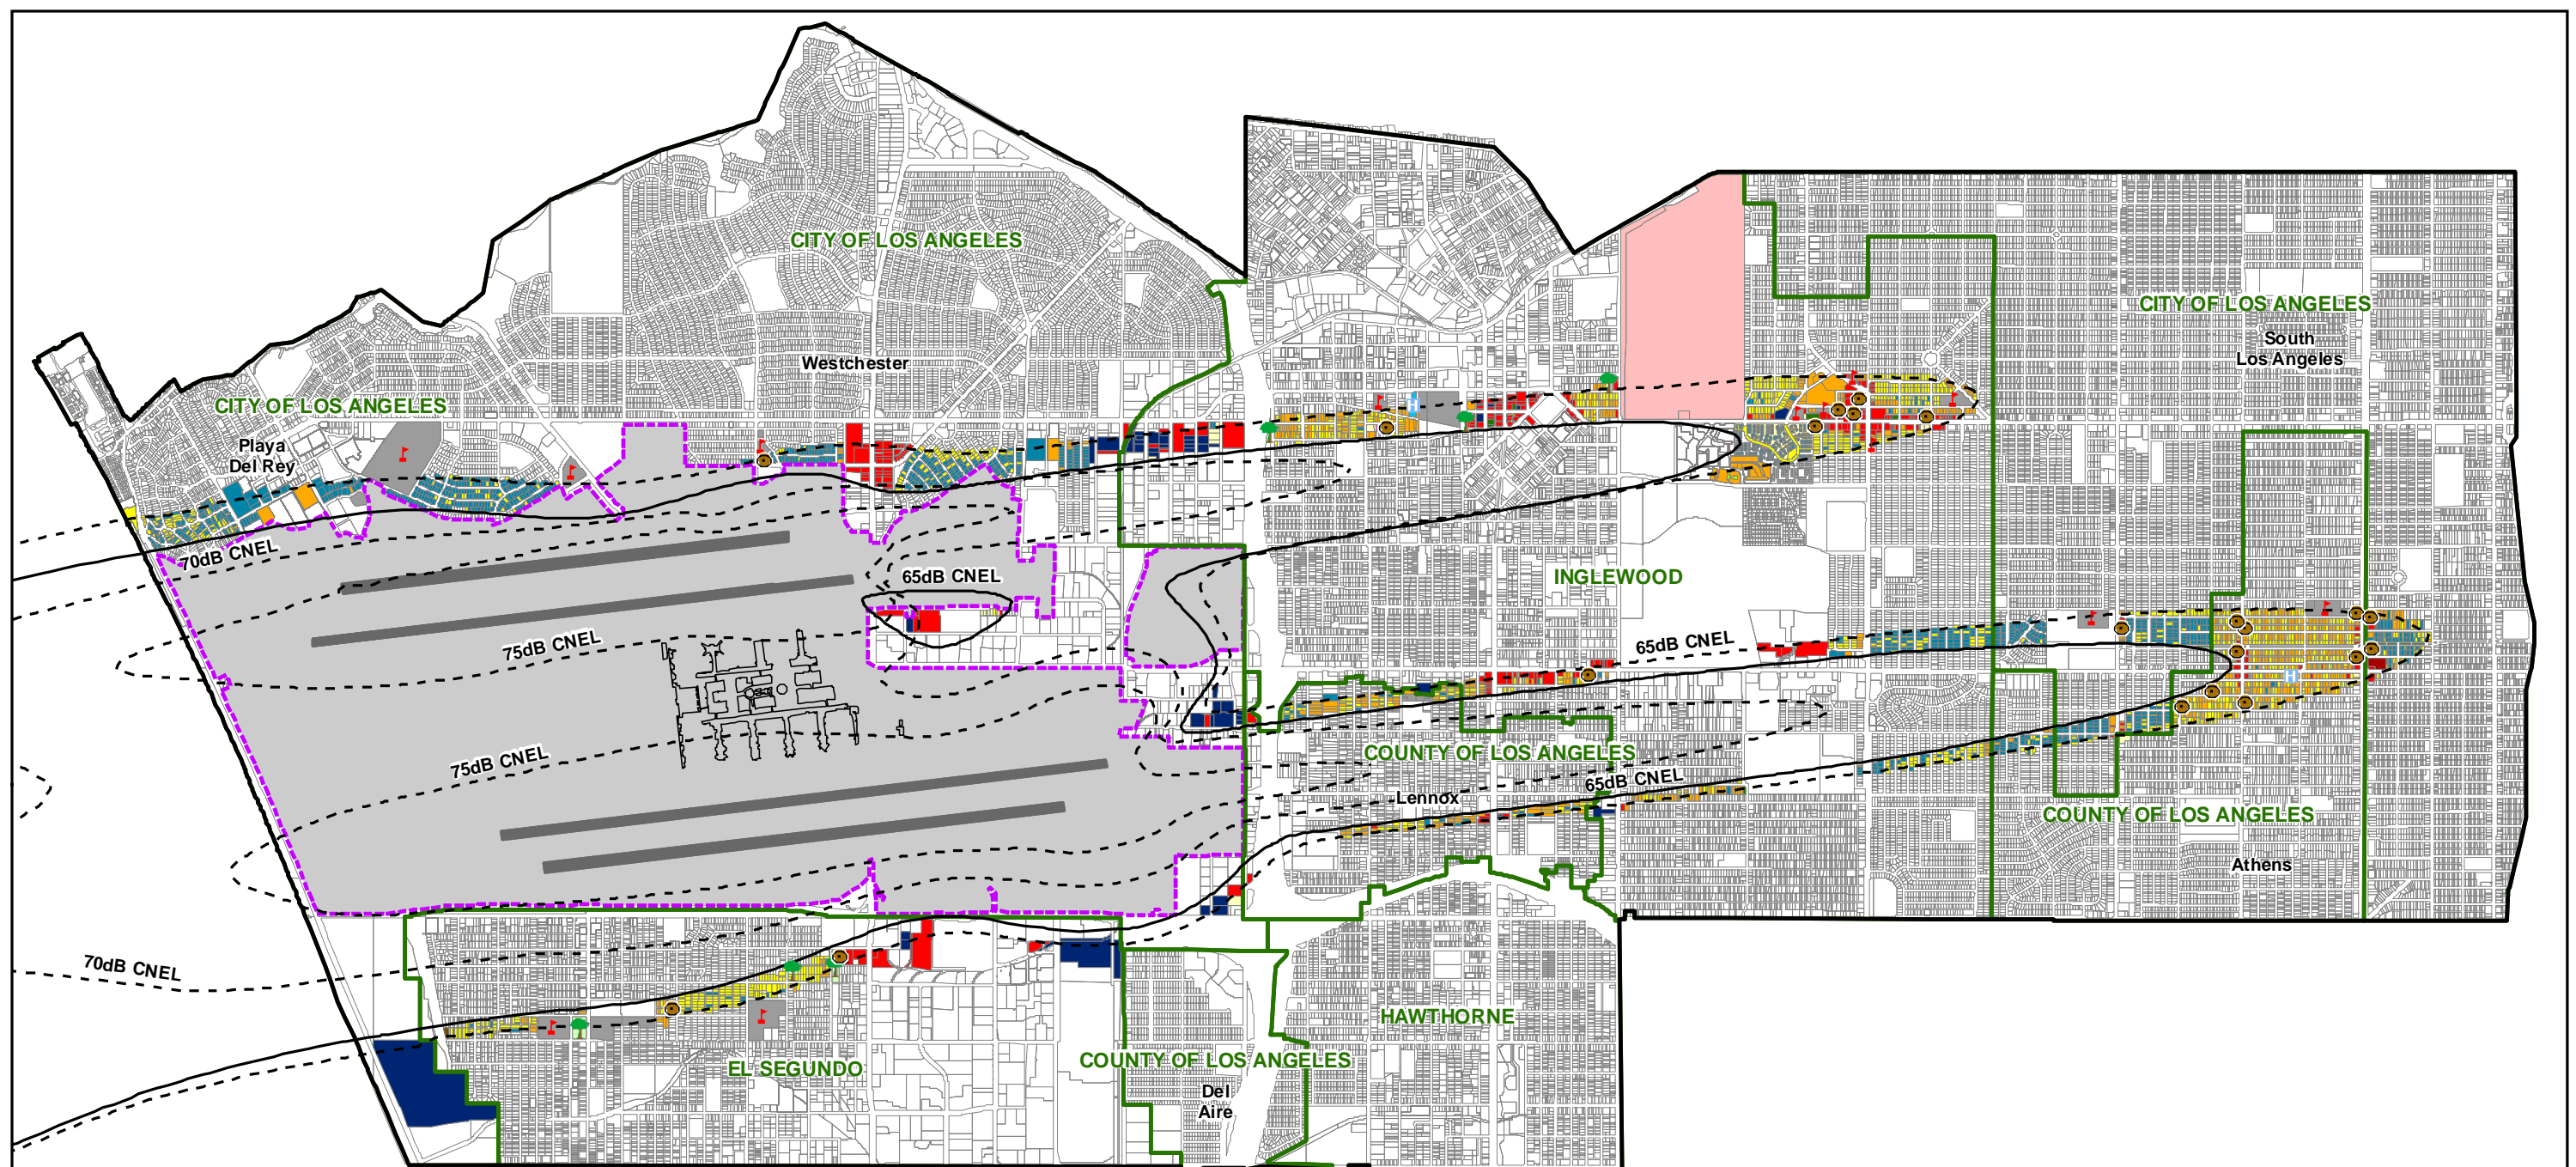 CITY OF LOS ANGELES
CITY OF LOS ANGELES
South
Los Angeles
Westchester
CITY OF LOS ANGELES
Playa
Del Rey
70dB CNEL
65dB CNEL
INGLEWOOD
75dB CNEL
65dB CNEL
75dB CNEL
COUNTY OF LOS ANGELES
65dB CNEL
Lennox
COUNTY OF LOS ANGELES
Athens
H
70dB CNEL
HAWTHORNE
EL SEGUNDO
COUNTY OF LOS ANGELES
Del
Aire